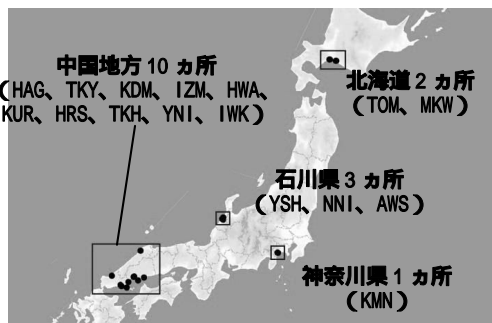 中国地方 10 ヵ所
(HAG、TKY、KDM、IZM、HWA、
KUR、HRS、TKH、YNI、IWK)
北海道 2 ヵ所
(TOM、MKW)
石川県 3 ヵ所
(YSH、NNI、AWS)
神奈川県 1 ヵ所
(KMN)